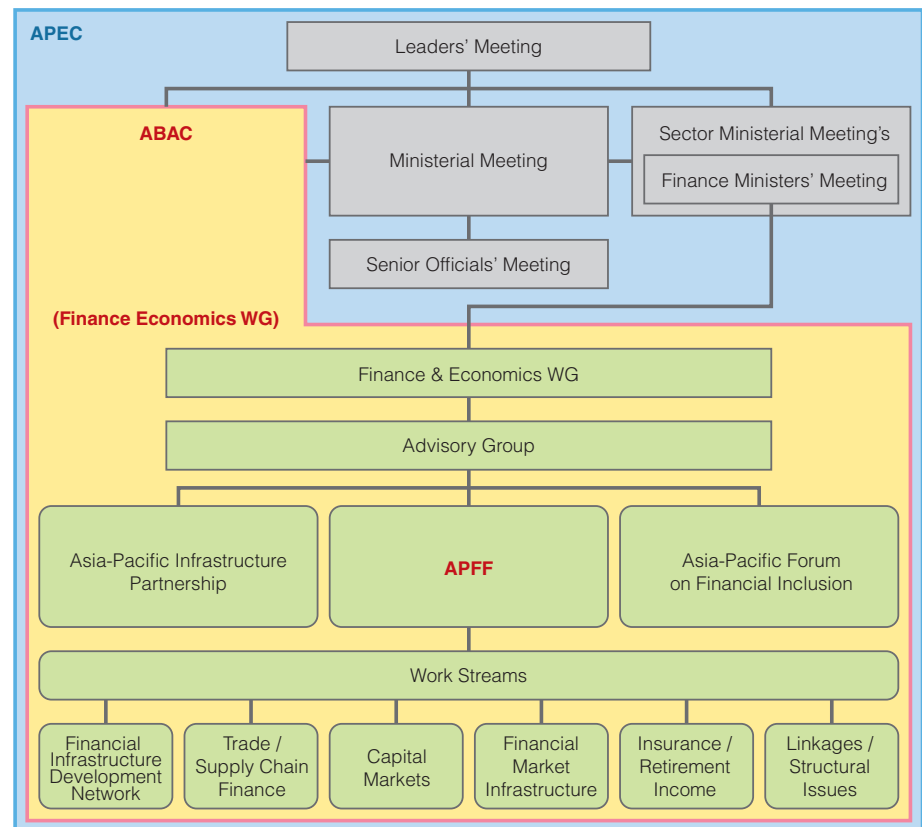 APEC
Leaders' Meeting
ABAC
Ministerial Meeting
Sector Ministerial Meeting's
Finance Ministers' Meeting
Senior Officials' Meeting
(Finance Economics WG)
Finance & Economics WG
Advisory Group
Asia-Pacific Infrastructure
Partnership
APFF
Asia-Pacific Forum
on Financial Inclusion
Work Streams
Financial
Infrastructure
Development
Network
Trade /
Supply Chain
Finance
Capital
Markets
Financial
Market
Infrastructure
Insurance /
Retirement
Income
Linkages /
Structural
Issues